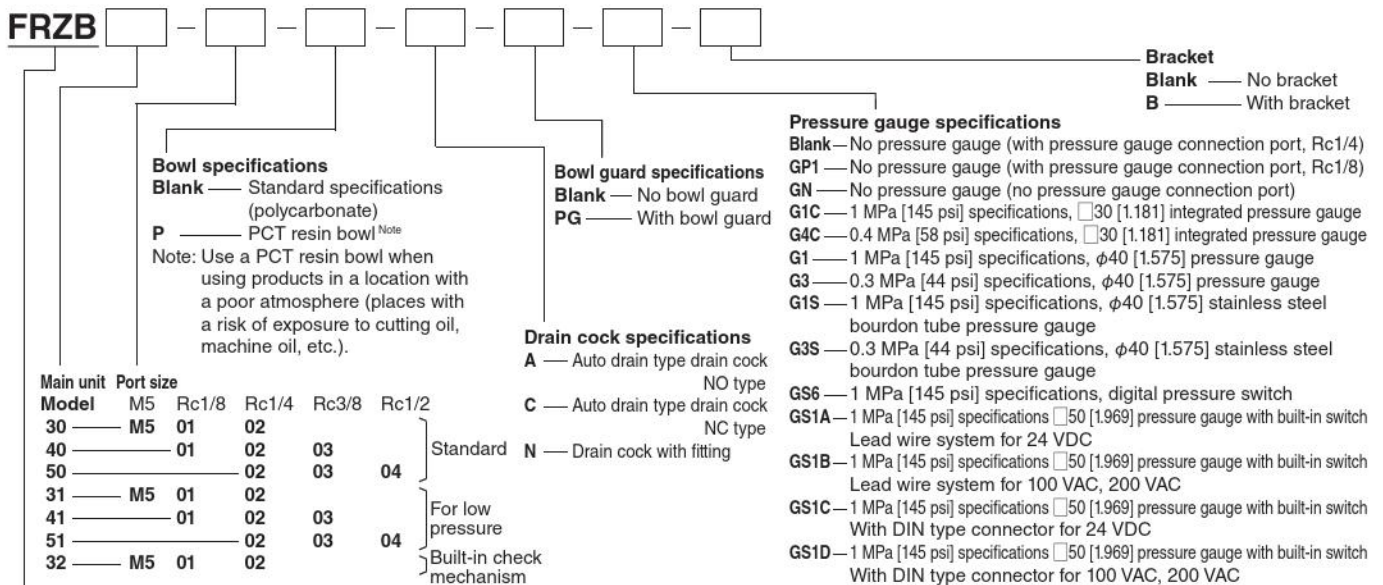 FRZB
Bracket
Blank No bracket
B With bracket
Pressure gauge specifications
Blank No pressure gauge (with pressure gauge connection port, Rc1/4)
GP1 No pressure gauge (with pressure gauge connection port, Rc1/8)
GN No pressure gauge (no pressure gauge connection port)
G1C 1 MPa [145 psi] specifications, □30 [1.181] integrated pressure gauge
G4C 0.4 MPa [58 psi] specifications, □30 [1.181] integrated pressure gauge
G1 1 MPa [145 psi] specifications, φ40 [1.575] pressure gauge
G3 0.3 MPa [44 psi] specifications, φ40 [1.575] pressure gauge
G1S 1 MPa [145 psi] specifications, φ40 [1.575] stainless steel
bourdon tube pressure gauge
G3S 0.3 MPa [44 psi] specifications, φ40 [1.575] stainless steel
bourdon tube pressure gauge
GS6 1 MPa [145 psi] specifications, digital pressure switch
GS1A 1 MPa [145 psi] specifications □50 [1.969] pressure gauge with built-in switch
Lead wire system for 24 VDC
GS1B 1 MPa [145 psi] specifications □50 [1.969] pressure gauge with built-in switch
Lead wire system for 100 VAC, 200 VAC
GS1C 1 MPa [145 psi] specifications □50 [1.969] pressure gauge with built-in switch
With DIN type connector for 24 VDC
GS1D 1 MPa [145 psi] specifications □50 [1.969] pressure gauge with built-in switch
With DIN type connector for 100 VAC, 200 VAC
Bowl guard specifications
Blank No bowl guard
PG With bowl guard
Drain cock specifications
A Auto drain type drain cock
NO type
C Auto drain type drain cock
NC type
N Drain cock with fitting
Bowl specifications
Blank Standard specifications
(polycarbonate)
P PCT resin bowl Note
Note: Use a PCT resin bowl when
using products in a location with
a poor atmosphere (places with
a risk of exposure to cutting oil,
machine oil, etc.).
Main unit Port size
Model M5 Rc1/8 Rc1/4 Rc3/8 Rc1/2
30 M5 01 02
40 01 02 03
50 02 03 04
Standard
31 M5 01 02
41 01 02 03
51 02 03 04
For low
pressure
32 M5 01 02
Built-in check
mechanism